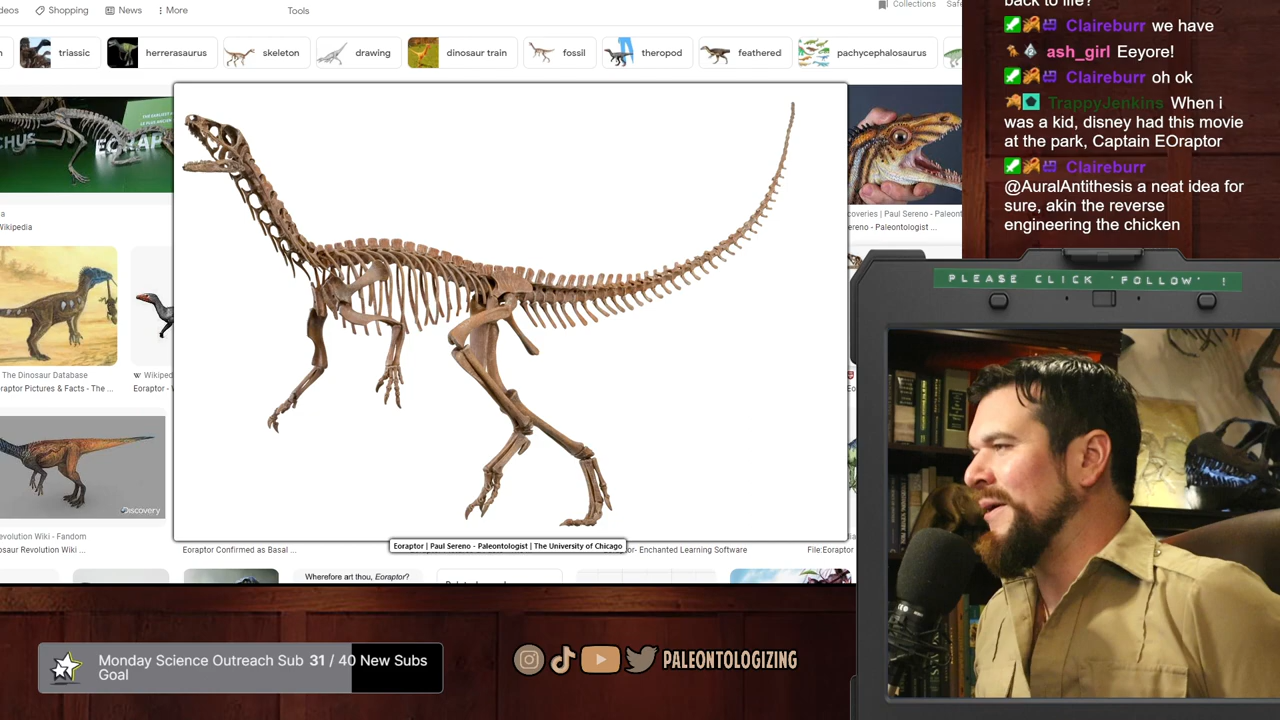 deos
Shopping
News
More
Tools
Collections
Safe
triassic
herrerasaurus
skeleton
drawing
dinosaur train
fossil
theropod
feathered
pachycephalosaurus
CHUS
EORAPTOR
a
Wikipedia
coveries | Paul Sereno - Paleont
ereno - Paleontologist ...
The Dinosaur Database
raptor Pictures & Facts - The ...
W Wikiped
Eoraptor - W
Discovery
evolution Wiki - Fandom
osaur Revolution Wiki ...
Eoraptor Confirmed as Basal ...
Eoraptor | Paul Sereno - Paleontologist | The University of Chicago
or- Enchanted Learning Software
File:Eoraptor
Wherefore art thou, Eoraptor?
back to life?
Claireburr we have
ash_girl Eeyore!
Claireburr oh ok
TrappyJenkins When i
was a kid, disney had this movie
at the park, Captain EOraptor
Claireburr
@AuralAntithesis a neat idea for
sure, akin the reverse
engineering the chicken
PLEASE CLICK "FOLLOW" !
Monday Science Outreach Sub Goal
31 / 40 New Subs
PALEONTOLOGIZING